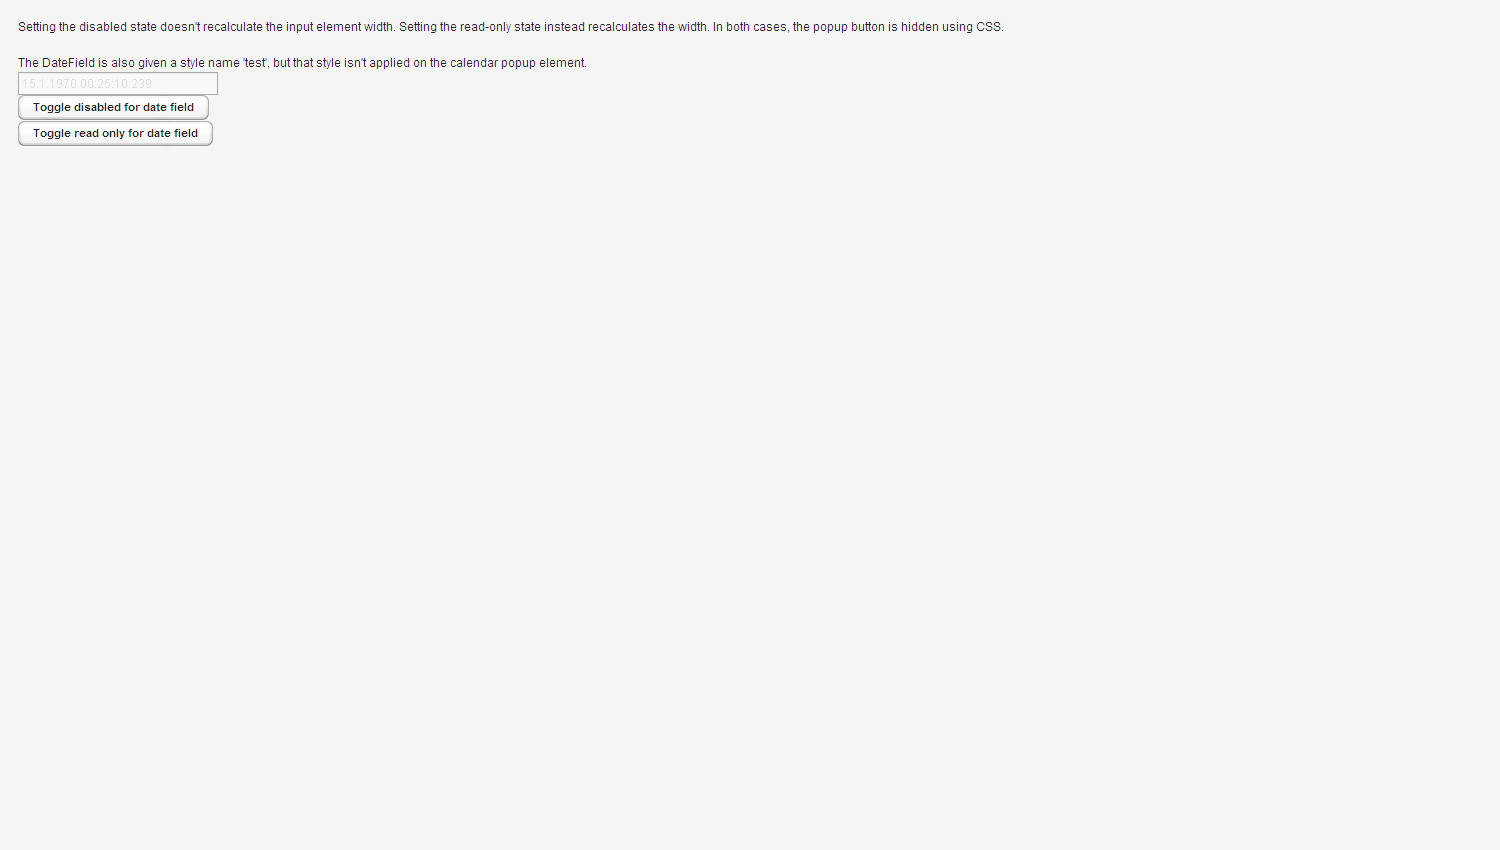 Setting the disabled state doesn't recalculate the input element width. Setting the read-only state instead recalculates the width. In both cases, the popup button is hidden using CSS.
The DateField is also given a style name 'test', but that style isn't applied on the calendar popup element.
15.1.1970 00:25:10.239
Toggle disabled for date field
Toggle read only for date field